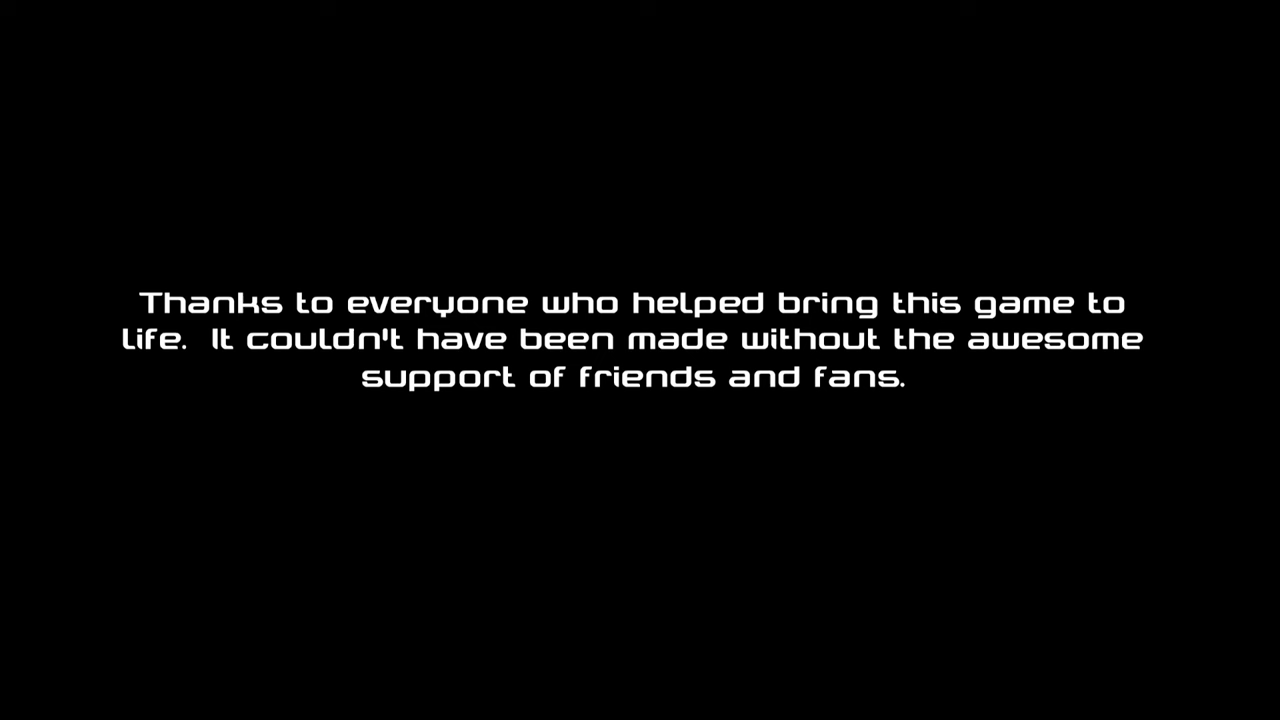 Thanks to everyone who helped bring this game to
life.  It couldn't have been made without the awesome
support of friends and fans.